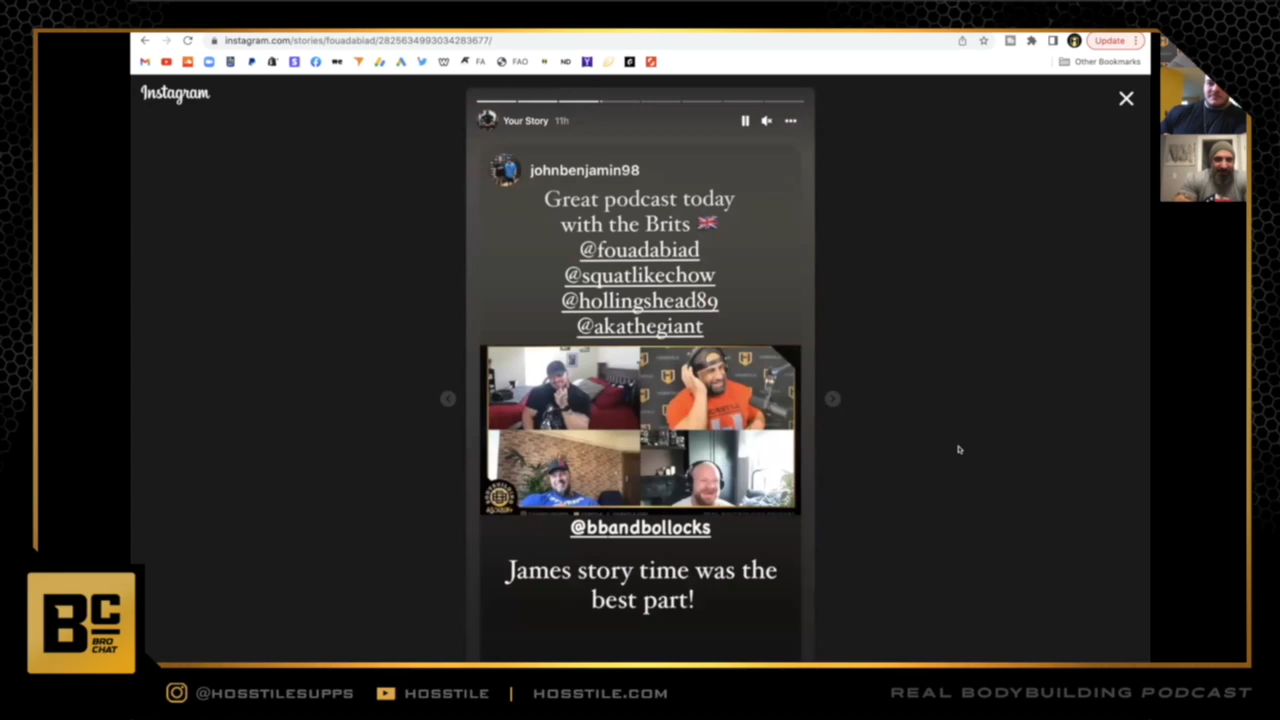 instagram.com/stories/fouadabiad/2825634993034283677/
Update
FA
FAO
ND
Other Bookmarks
Instagram
Your Story 11h
johnbenjamin98
Great podcast today
with the Brits
@fouadabiad
@squatlikechow
@hollingshead89
@akathegiant
@bbandbollocks
James story time was the
best part!
BC
BRO
CHAT
@HOSSTILESUPPS
HOSSTILE
|
HOSSTILE.COM
REAL BODYBUILDING PODCAST